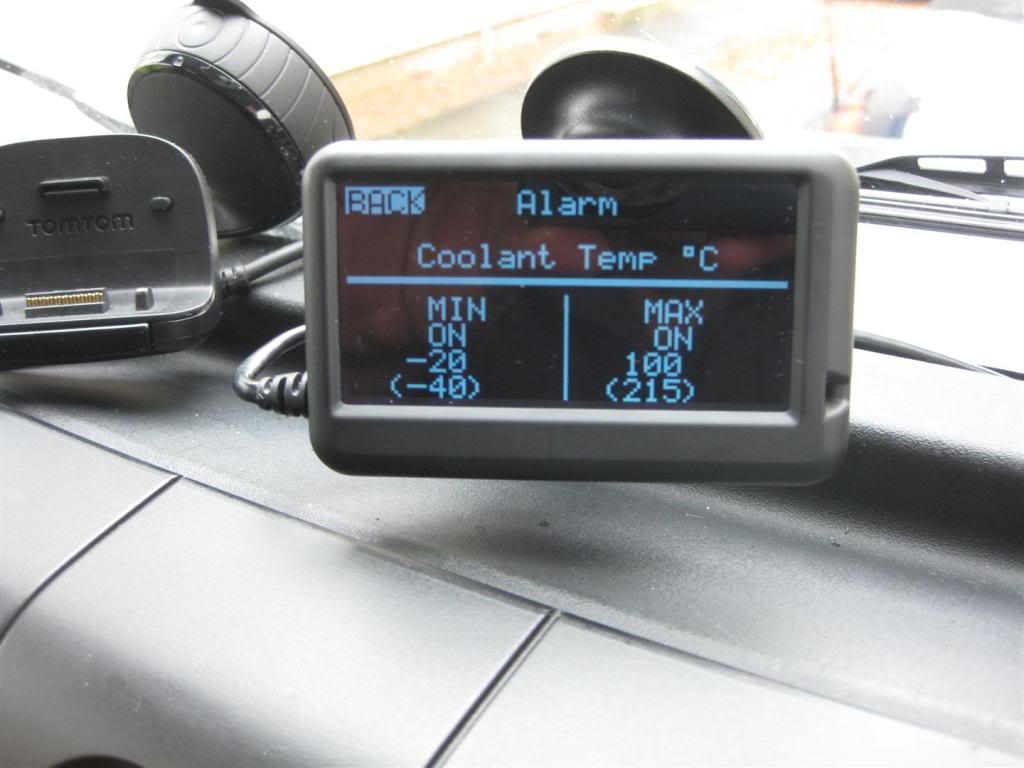 TOMTOM
BACK Alarm
Coolant Temp °C
MIN MAX
ON ON
-20 100
(-40) (215)